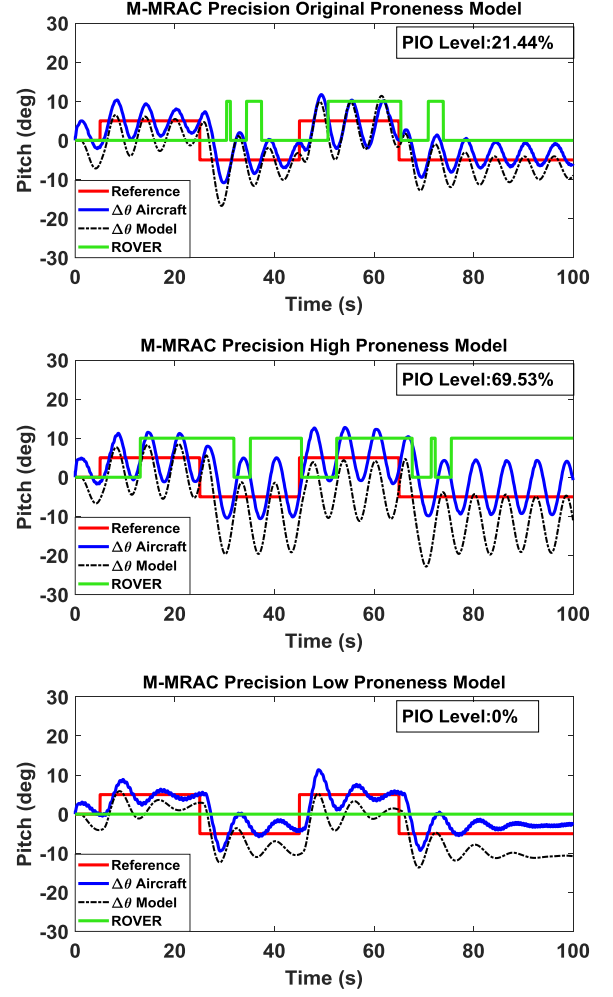 M-MRAC Precision Original Proneness Model
PIO Level:21.44%
30
20
10
0
-10
-20
-30
Pitch (deg)
Reference
Δθ Aircraft
Δθ Model
ROVER
0 20 40 60 80 100
Time (s)
M-MRAC Precision High Proneness Model
PIO Level:69.53%
30
20
10
0
-10
-20
-30
Pitch (deg)
Reference
Δθ Aircraft
Δθ Model
ROVER
0 20 40 60 80 100
Time (s)
M-MRAC Precision Low Proneness Model
PIO Level:0%
30
20
10
0
-10
-20
-30
Pitch (deg)
Reference
Δθ Aircraft
Δθ Model
ROVER
0 20 40 60 80 100
Time (s)